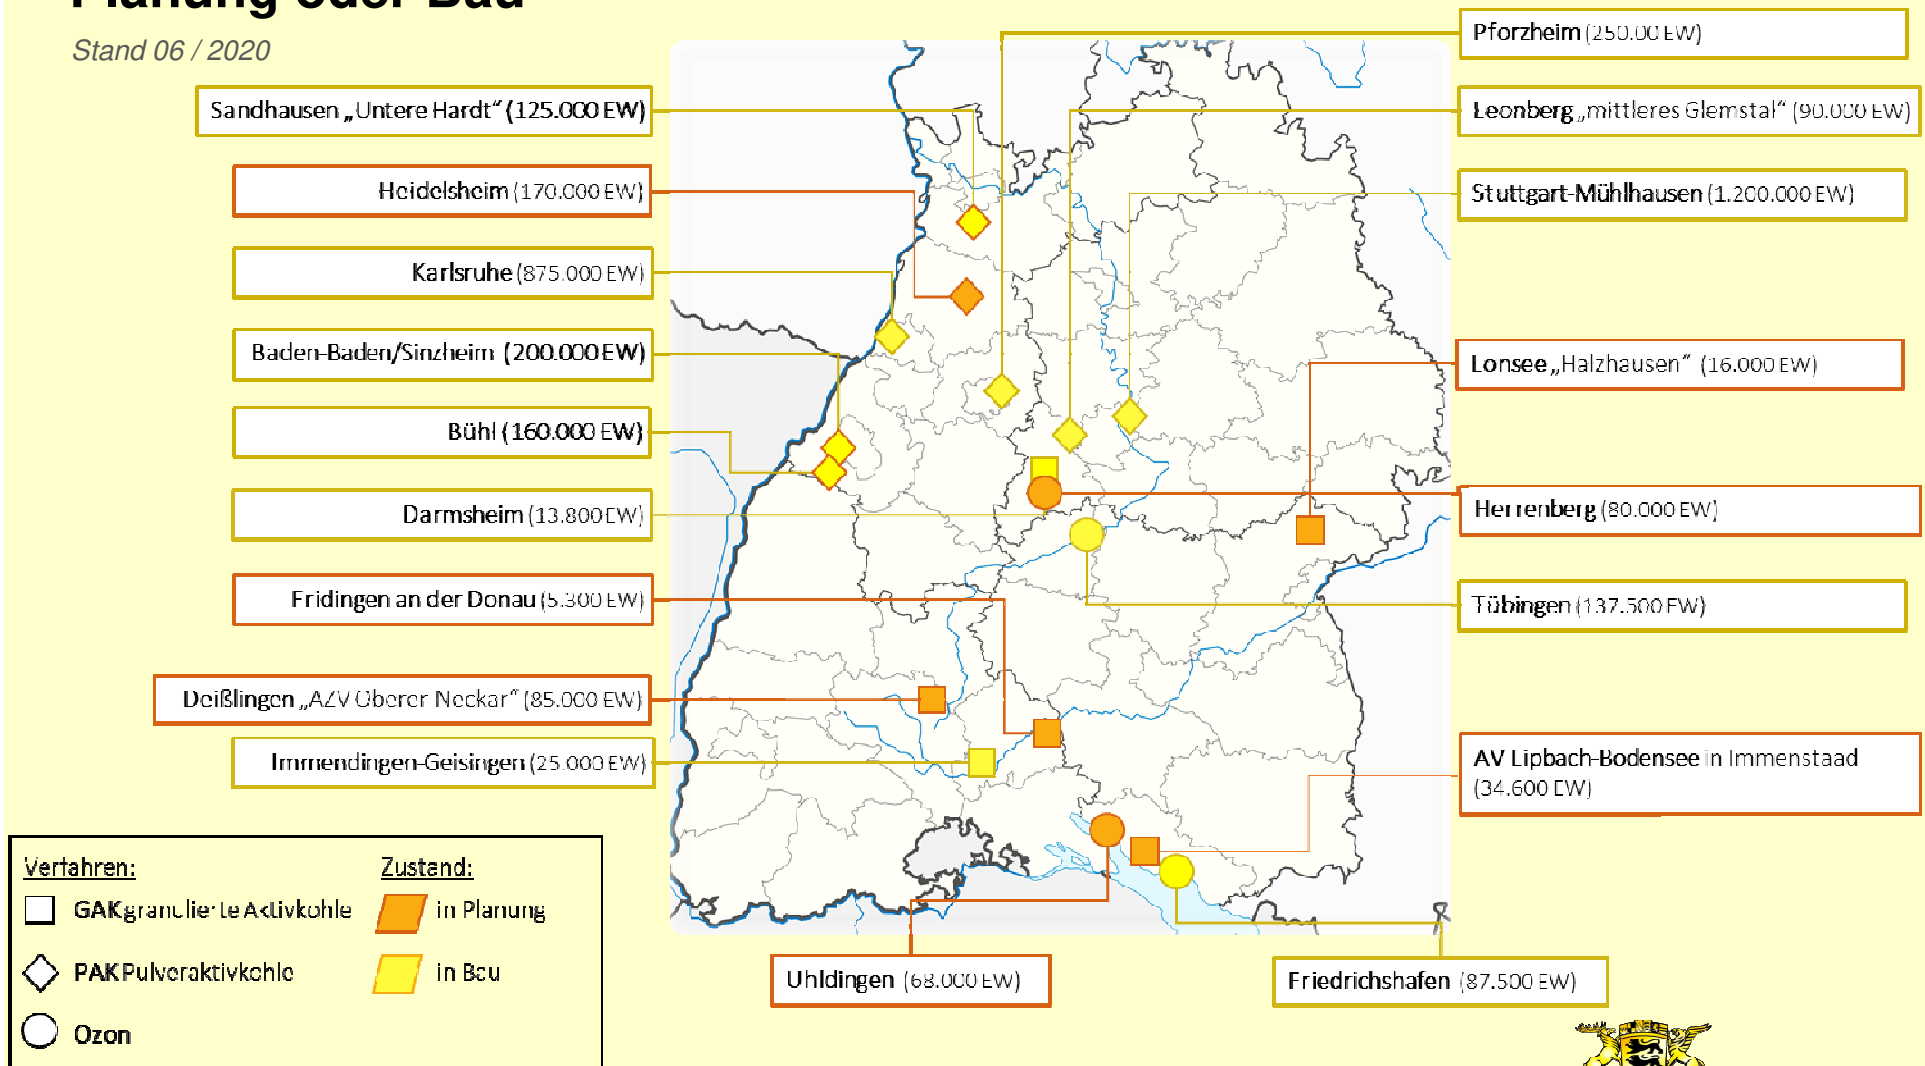 Planung oder Bau
Stand 06 / 2020
Sandhausen „Untere Hardt“ (125.000 EW)
Heidelsheim (170.000 EW)
Karlsruhe (875.000 EW)
Baden-Baden/Sinzheim (200.000 EW)
Bühl (160.000 EW)
Darmsheim (13.800 EW)
Fridingen an der Donau (5.300 EW)
Deißlingen „AZV Oberer Neckar“ (85.000 EW)
Immendingen-Geisingen (25.000 EW)
Pforzheim (250.00 EW)
Leonberg „mittleres Glemstal“ (90.000 EW)
Stuttgart-Mühlhausen (1.200.000 EW)
Lonsee „Halzhausen“ (16.000 EW)
Herrenberg (80.000 EW)
Tübingen (137.500 EW)
AV Lipbach-Bodensee in Immenstaad
(34.600 EW)
Uhldingen (68.000 EW)
Friedrichshafen (87.500 EW)
Verfahren:
Zustand:
GAK granulierte Aktivkohle
in Planung
PAK Pulveraktivkohle
in Bau
Ozon